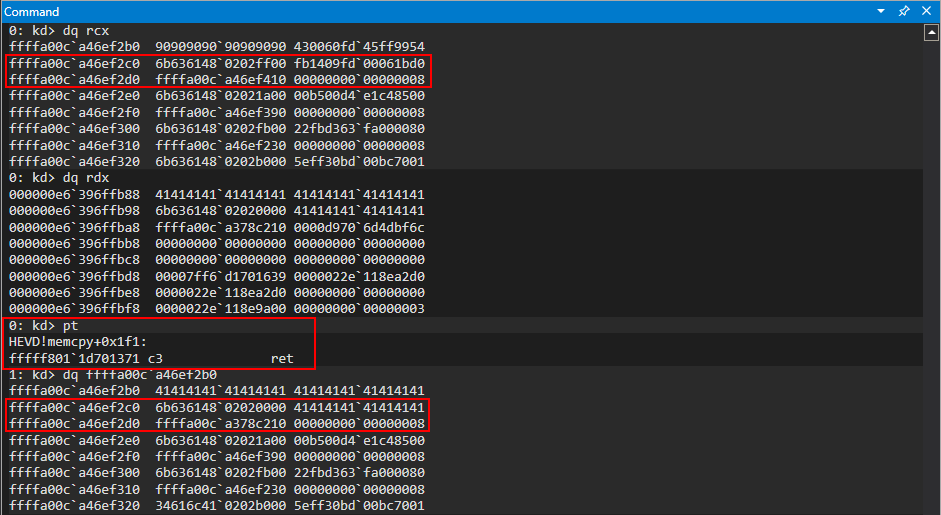 Command
0: kd> dq rcx
ffffa00c`a46ef2b0  90909090`90909090 430060fd`45ff9954
ffffa00c`a46ef2c0  6b636148`0202ff00 fb1409fd`00061bd0
ffffa00c`a46ef2d0  ffffa00c`a46ef410 00000000`00000008
ffffa00c`a46ef2e0  6b636148`02021a00 00b500d4`e1c48500
ffffa00c`a46ef2f0  ffffa00c`a46ef390 00000000`00000008
ffffa00c`a46ef300  6b636148`0202fb00 22fbd363`fa000080
ffffa00c`a46ef310  ffffa00c`a46ef230 00000000`00000008
ffffa00c`a46ef320  6b636148`0202b000 5eff30bd`00bc7001
0: kd> dq rdx
000000e6`396ffb88  41414141`41414141 41414141`41414141
000000e6`396ffb98  6b636148`02020000 41414141`41414141
000000e6`396ffba8  ffffa00c`a378c210 0000d970`6d4dbf6c
000000e6`396ffbb8  00000000`00000000 00000000`00000000
000000e6`396ffbc8  00000000`00000000 00000000`00000000
000000e6`396ffbd8  00007ff6`d1701639 0000022e`118ea2d0
000000e6`396ffbe8  0000022e`118ea2d0 00000000`00000000
000000e6`396ffbf8  0000022e`118e9a00 00000000`00000003
0: kd> pt
HEVD!memcpy+0x1f1:
fffff801`1d701371 c3              ret
1: kd> dq ffffa00c`a46ef2b0
ffffa00c`a46ef2b0  41414141`41414141 41414141`41414141
ffffa00c`a46ef2c0  6b636148`02020000 41414141`41414141
ffffa00c`a46ef2d0  ffffa00c`a378c210 00000000`00000008
ffffa00c`a46ef2e0  6b636148`02021a00 00b500d4`e1c48500
ffffa00c`a46ef2f0  ffffa00c`a46ef390 00000000`00000008
ffffa00c`a46ef300  6b636148`0202fb00 22fbd363`fa000080
ffffa00c`a46ef310  ffffa00c`a46ef230 00000000`00000008
ffffa00c`a46ef320  34616c41`0202b000 5eff30bd`00bc7001